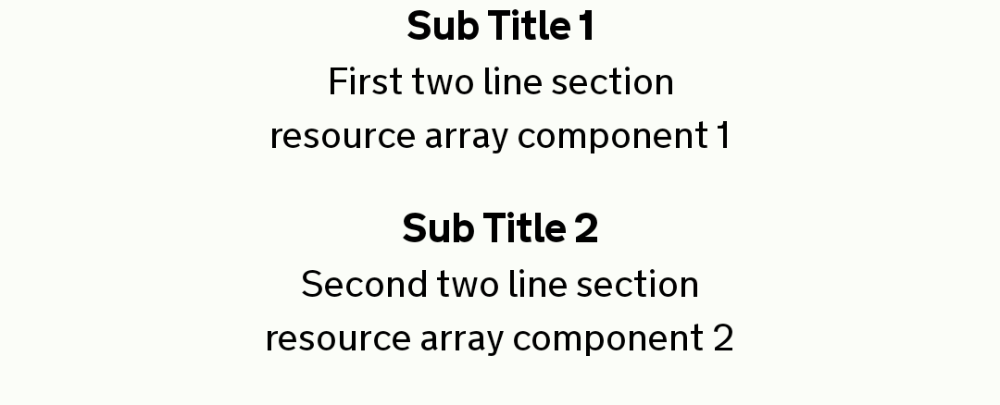 Sub Title 1
First two line section
resource array component 1
Sub Title 2
Second two line section
resource array component 2